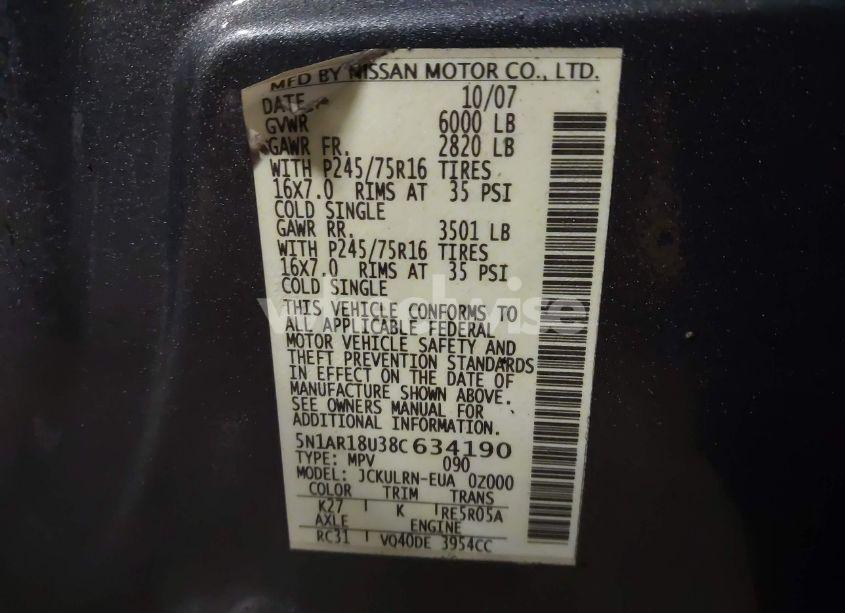 MFD BY NISSAN MOTOR CO., LTD.
DATE 10/07
GVWR 6000 LB
GAWR FR. 2820 LB
WITH P245/75R16 TIRES
16X7.0 RIMS AT 35 PSI
COLD SINGLE
GAWR RR. 3501 LB
WITH P245/75R16 TIRES
16X7.0 RIMS AT 35 PSI
COLD SINGLE
THIS VEHICLE CONFORMS TO
ALL APPLICABLE FEDERAL
MOTOR VEHICLE SAFETY AND
THEFT PREVENTION STANDARDS
IN EFFECT ON THE DATE OF
MANUFACTURE SHOWN ABOVE.
SEE OWNERS MANUAL FOR
ADDITIONAL INFORMATION.
5N1AR18U38C634190
TYPE: MPV 090
MODEL: JCKULRN-EUA 0Z000
COLOR TRIM TRANS
K27 K RE5R05A
AXLE ENGINE
RC31 VQ40DE 3954CC